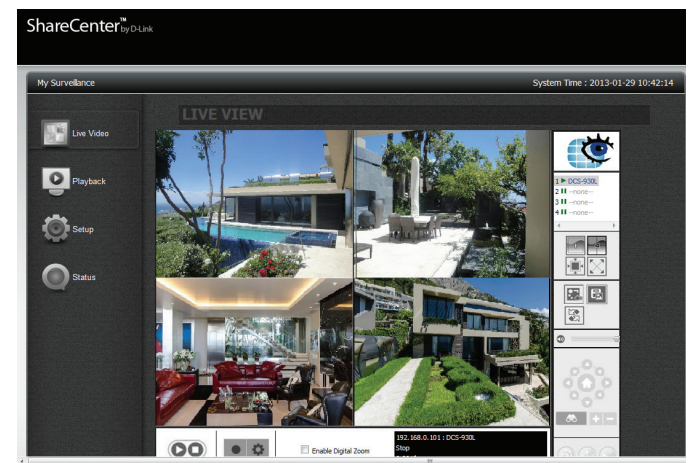 ShareCenter™ by D-Link
My Surveillance
System Time : 2013-01-29 10:42:14
LIVE VIEW
Live Video
Playback
Setup
Status
1 DCS-930L
2 --none--
3 --none--
4 --none--
Enable Digital Zoom
192.168.0.101 : DCS-930L
Stop